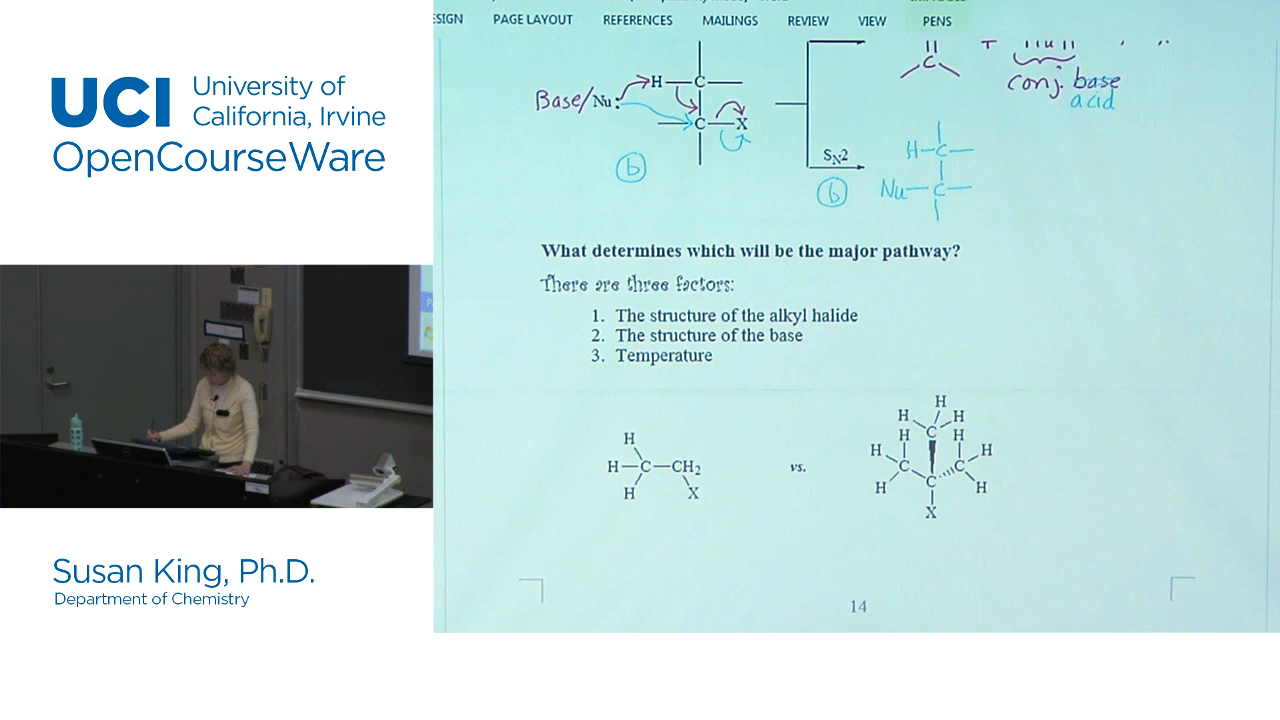 UCI University of California, Irvine
OpenCourseWare
PAGE LAYOUT REFERENCES MAILINGS REVIEW VIEW PENS
Base/Nu: H—C—
—C—X
b
C
conj. base
acid
SN2
b
H—C—
Nu—C—
What determines which will be the major pathway?
There are three factors:
1. The structure of the alkyl halide
2. The structure of the base
3. Temperature
H
H—C—CH2
H X
vs.
H
H H
H C H
H H
C C
H C H
X
14
Susan King, Ph.D.
Department of Chemistry